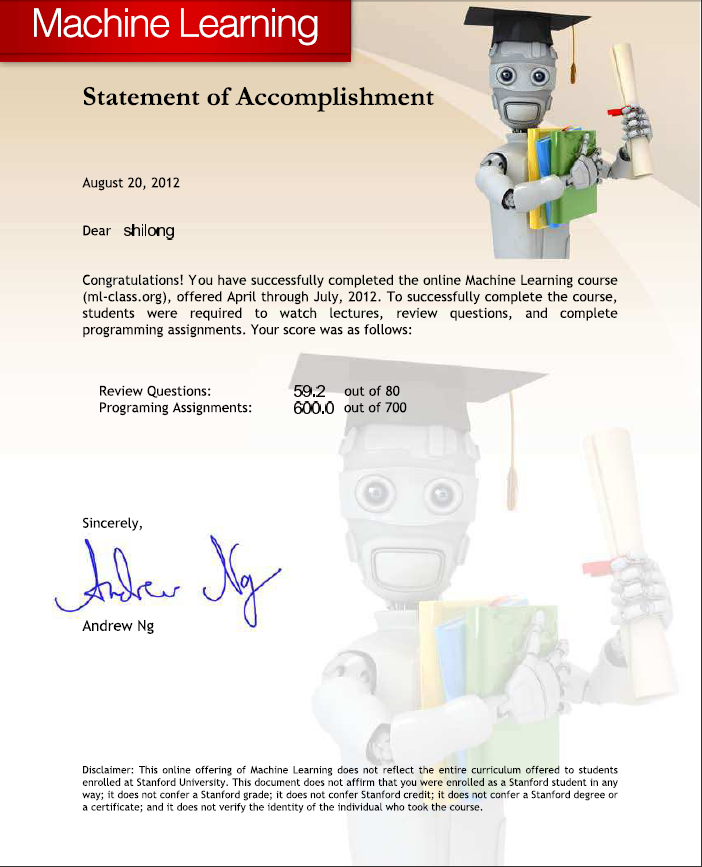 Machine Learning
Statement of Accomplishment
August 20, 2012
Dear shilong
Congratulations! You have successfully completed the online Machine Learning course
(ml-class.org), offered April through July, 2012. To successfully complete the course,
students were required to watch lectures, review questions, and complete
programming assignments. Your score was as follows:
Review Questions: 59.2 out of 80
Programing Assignments: 600.0 out of 700
Sincerely,
Andrew Ng
Andrew Ng
Disclaimer: This online offering of Machine Learning does not reflect the entire curriculum offered to students
enrolled at Stanford University. This document does not affirm that you were enrolled as a Stanford student in any
way; it does not confer a Stanford grade; it does not confer Stanford credit; it does not confer a Stanford degree or
a certificate; and it does not verify the identity of the individual who took the course.